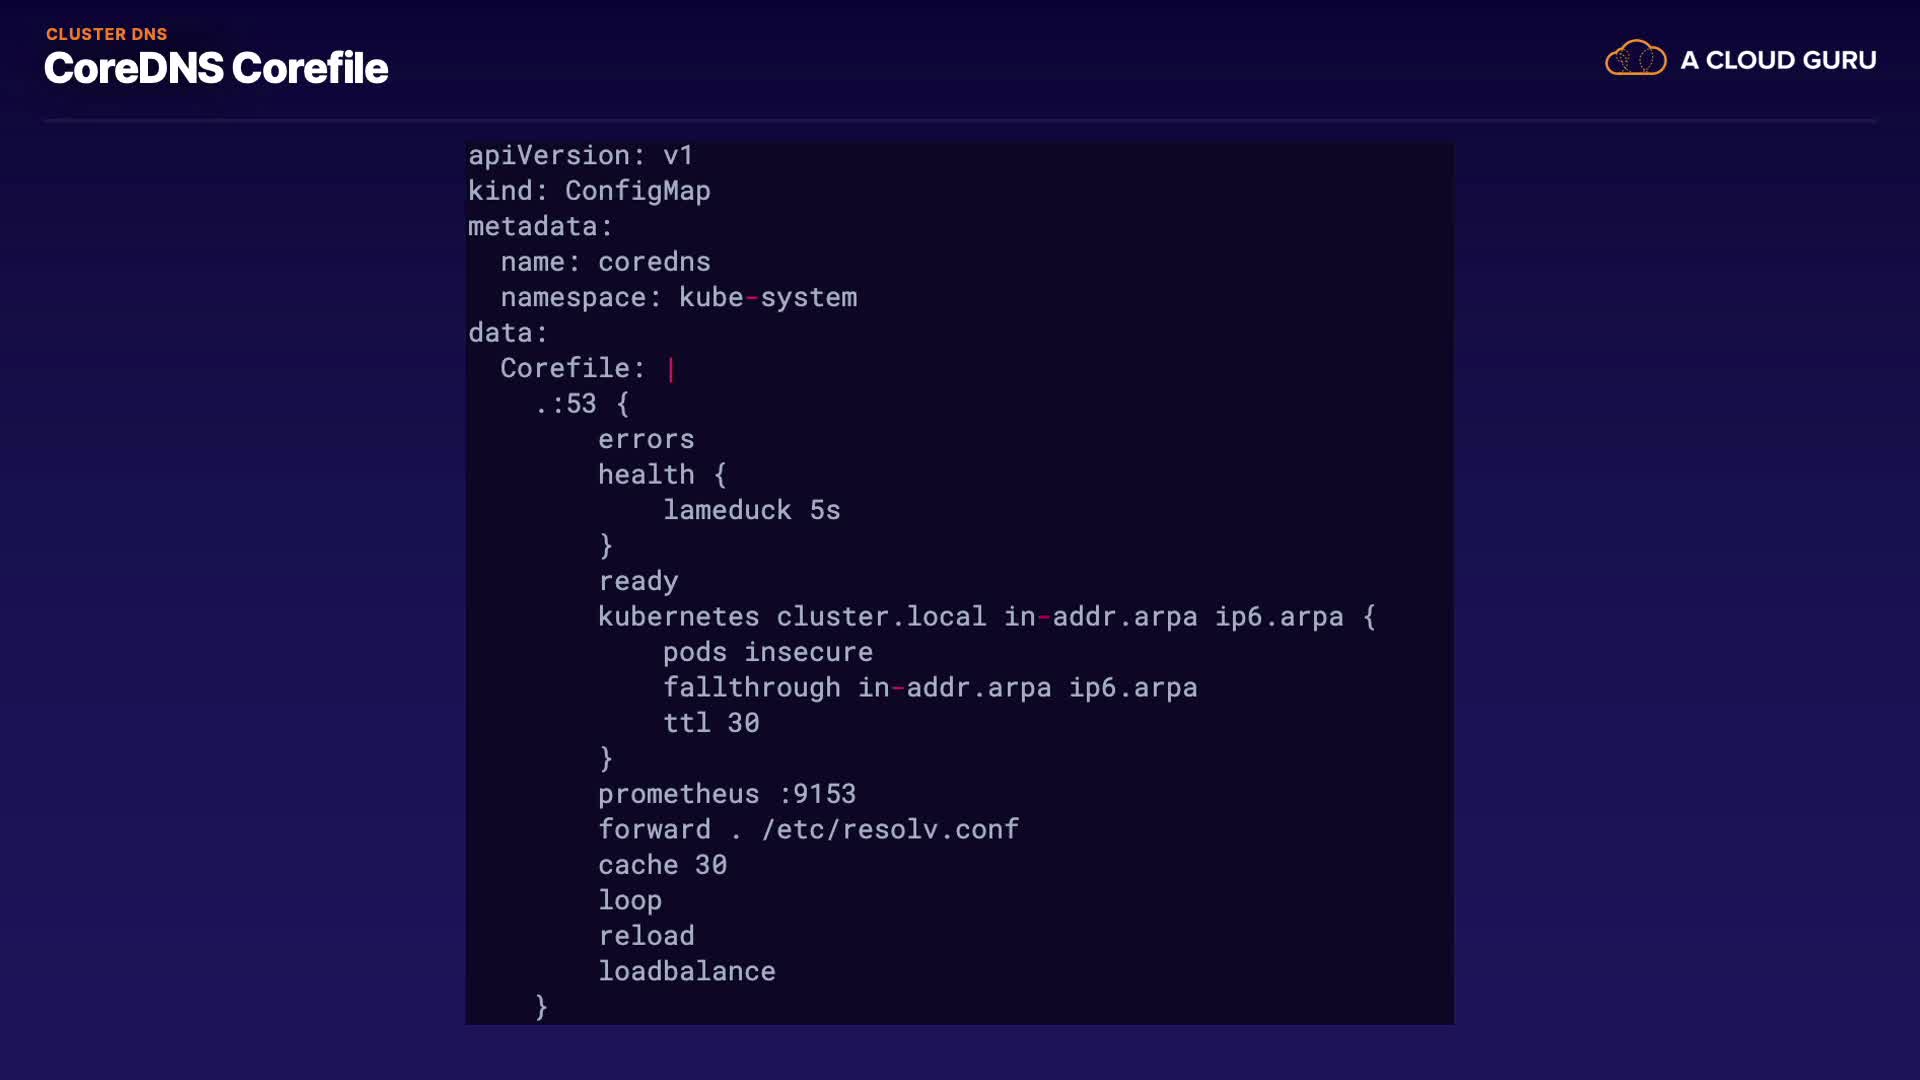 CLUSTER DNS
CoreDNS Corefile
A CLOUD GURU
apiVersion: v1
kind: ConfigMap
metadata:
  name: coredns
  namespace: kube-system
data:
  Corefile: |
    .:53 {
        errors
        health {
            lameduck 5s
        }
        ready
        kubernetes cluster.local in-addr.arpa ip6.arpa {
            pods insecure
            fallthrough in-addr.arpa ip6.arpa
            ttl 30
        }
        prometheus :9153
        forward . /etc/resolv.conf
        cache 30
        loop
        reload
        loadbalance
    }